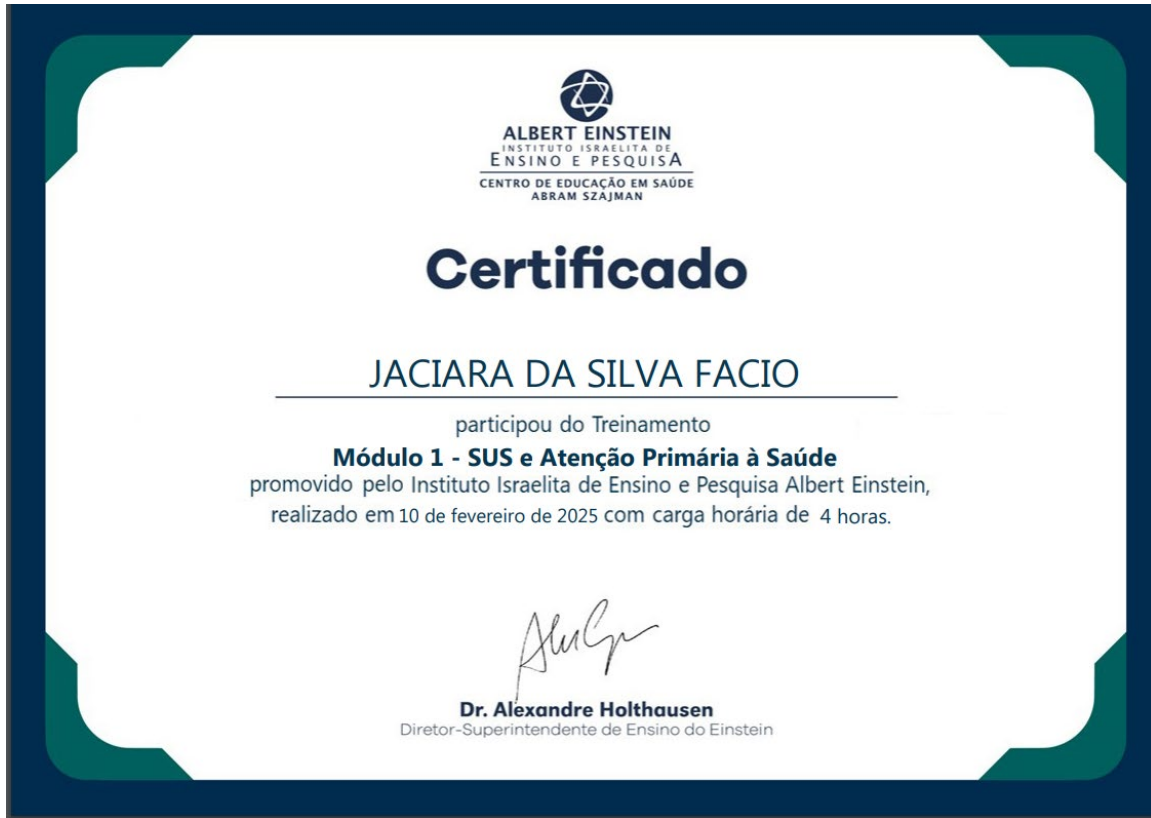 ALBERT EINSTEIN
INSTITUTO ISRAELITA DE
ENSINO E PESQUISA
CENTRO DE EDUCAÇÃO EM SAÚDE
ABRAM SZAJMAN
Certificado
JACIARA DA SILVA FACIO
participou do Treinamento
Módulo 1 - SUS e Atenção Primária à Saúde
promovido pelo Instituto Israelita de Ensino e Pesquisa Albert Einstein,
realizado em 10 de fevereiro de 2025 com carga horária de 4 horas.
Dr. Alexandre Holthausen
Diretor-Superintendente de Ensino do Einstein